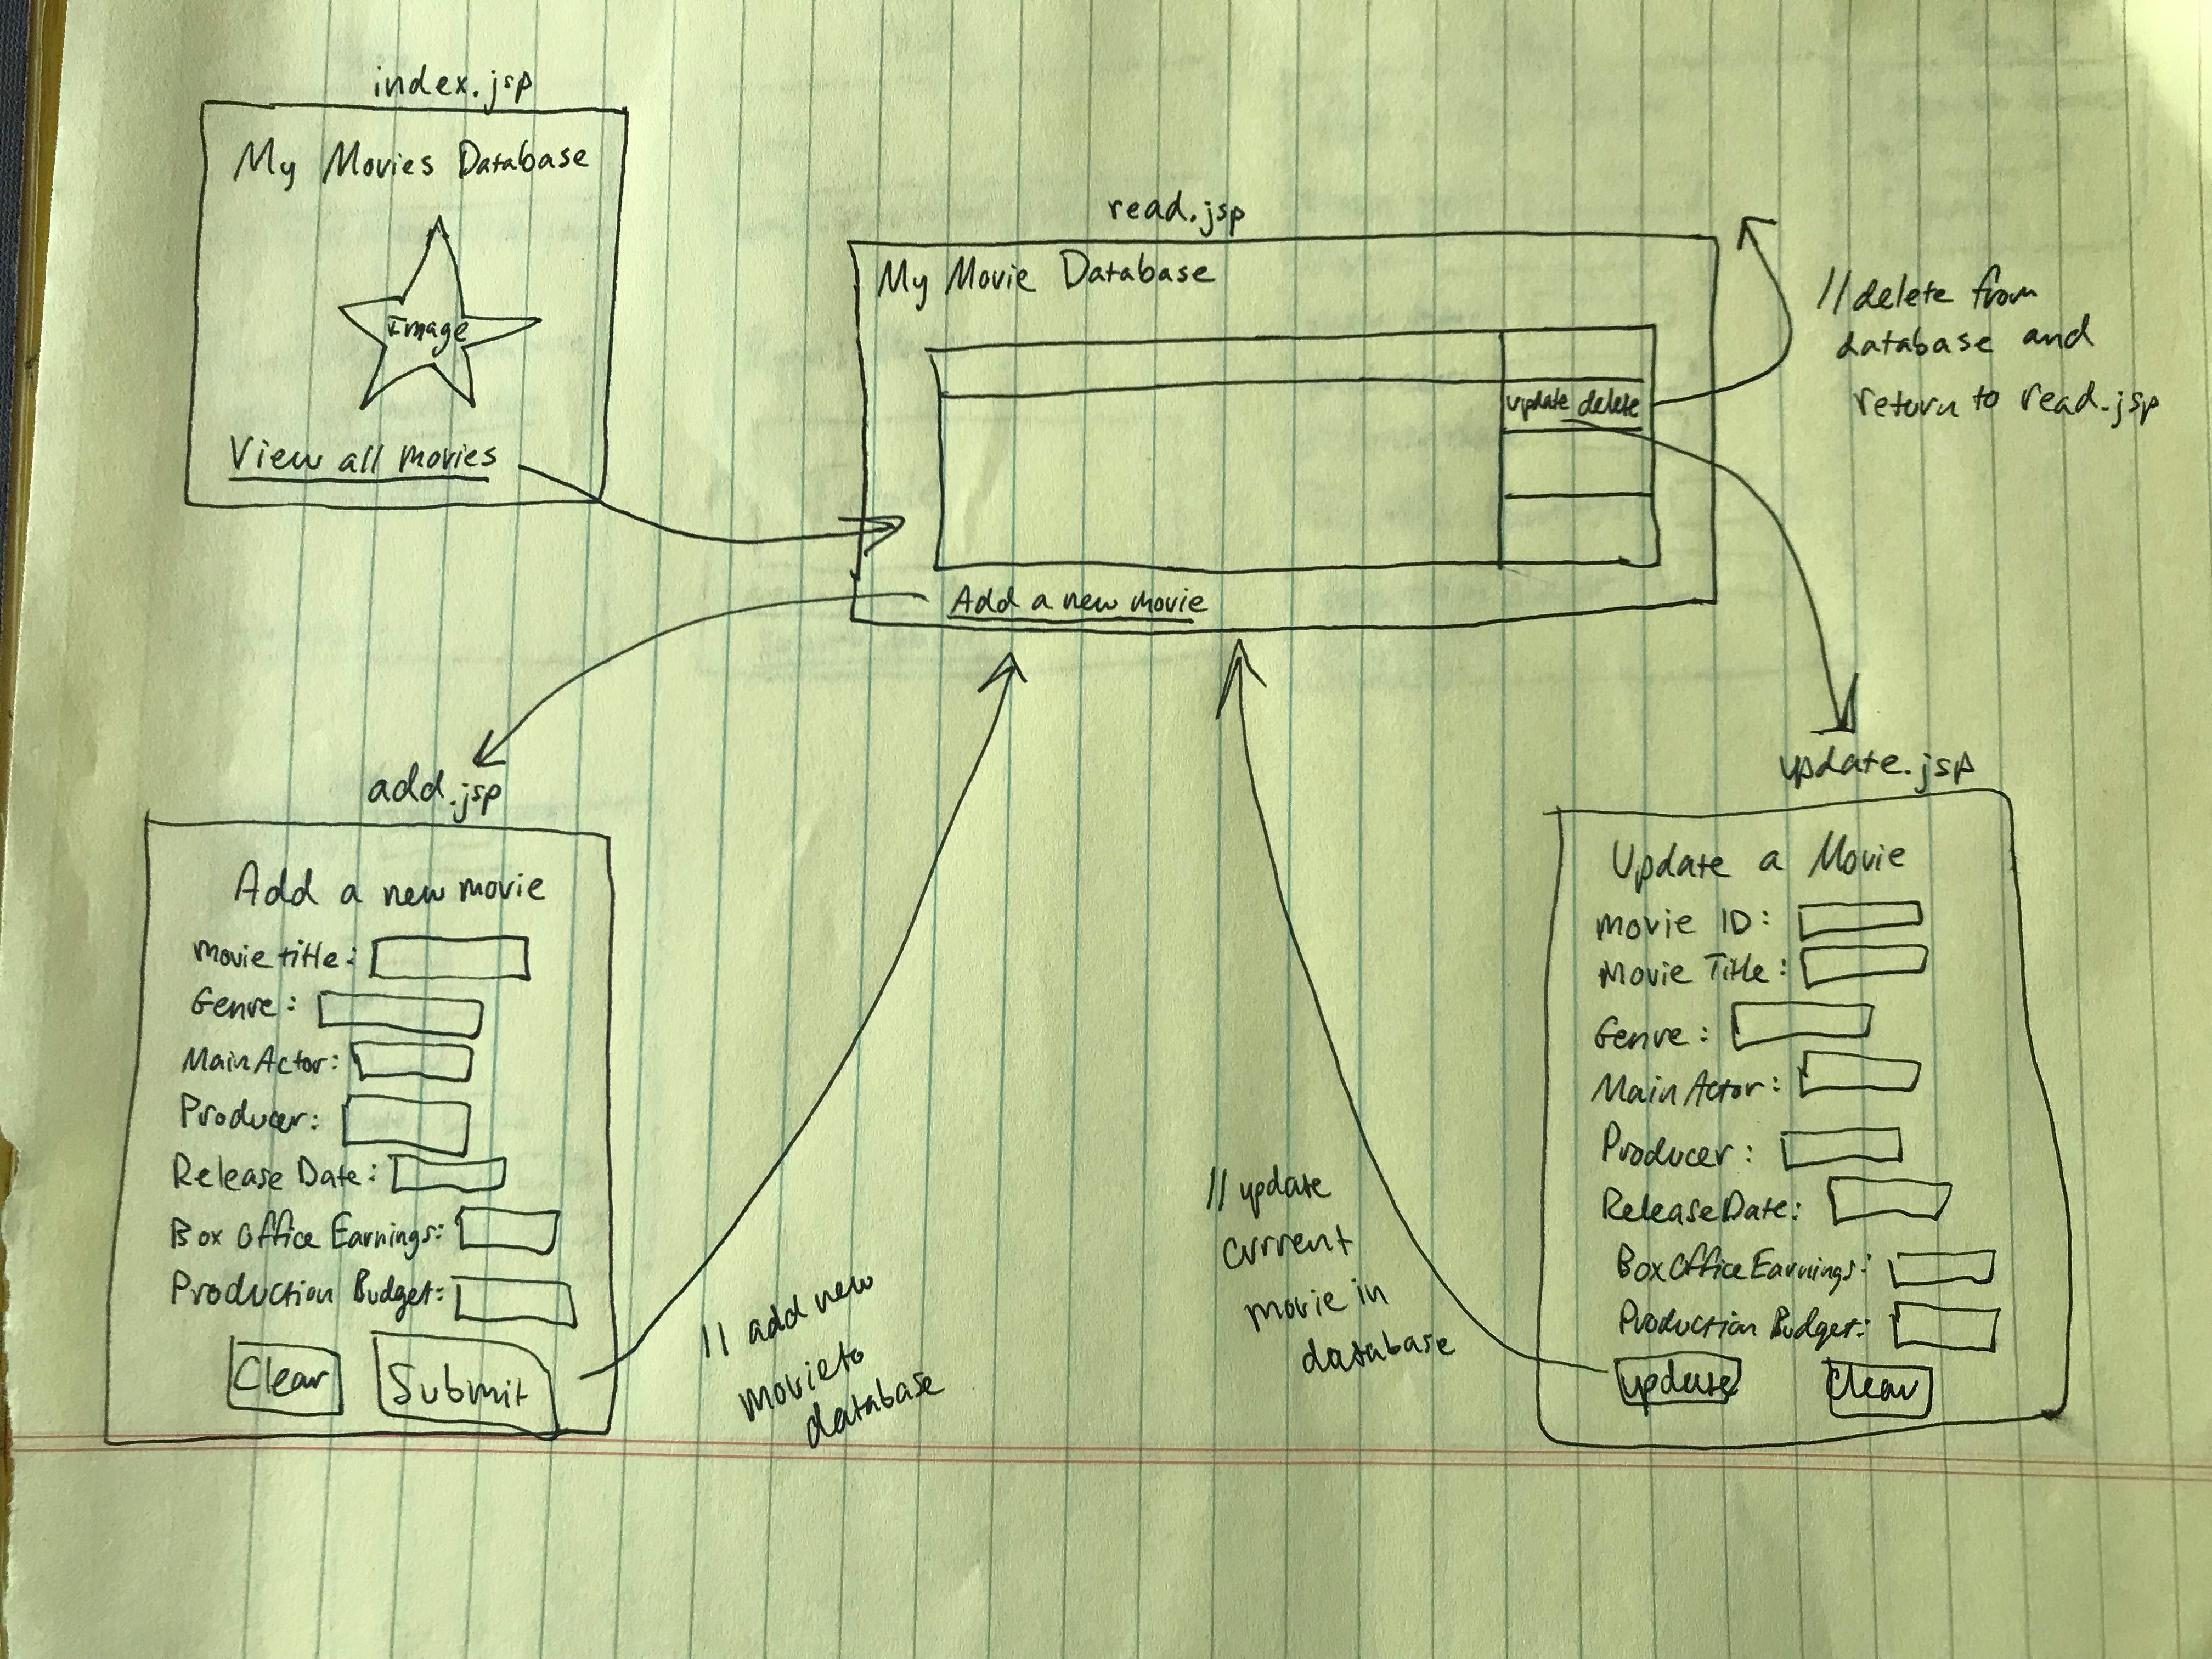 index.jsp
My Movies Database
Image
View all movies
read.jsp
My Movie Database
update delete
Add a new movie
//delete from
database and
return to read.jsp
add.jsp
Add a new movie
movie title:
Genre:
Main Actor:
Producer:
Release Date:
Box Office Earnings:
Production Budget:
Clear Submit
// add new
movie to
database
// update
current
movie in
database
update.jsp
Update a Movie
Movie ID:
Movie Title:
Genre:
Main Actor:
Producer:
Release Date:
Box Office Earnings:
Production Budget:
update Clear